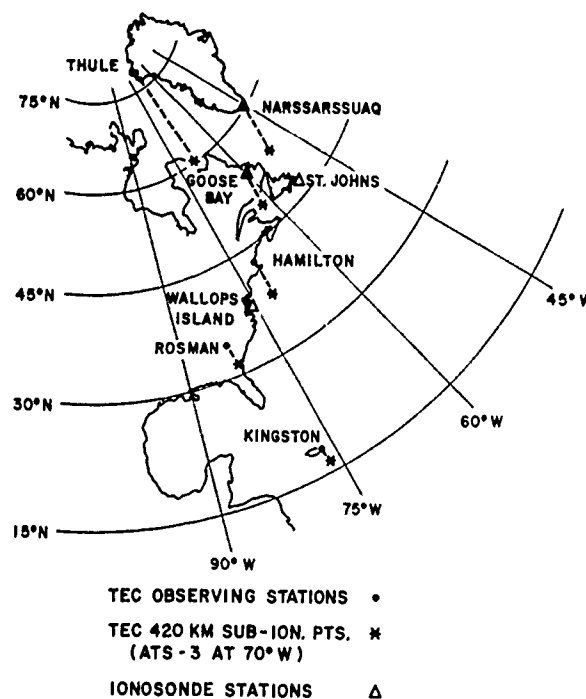 THULE
75°N
NARSSARSSUAQ
60°N
GOOSE
BAY
ST. JOHNS
HAMILTON
45°N
WALLOPS
ISLAND
45°W
ROSMAN
30°N
60°W
KINGSTON
75°W
15°N
90°W
TEC OBSERVING STATIONS •
TEC 420 KM SUB-ION. PTS. *
(ATS-3 AT 70°W)
IONOSONDE STATIONS △